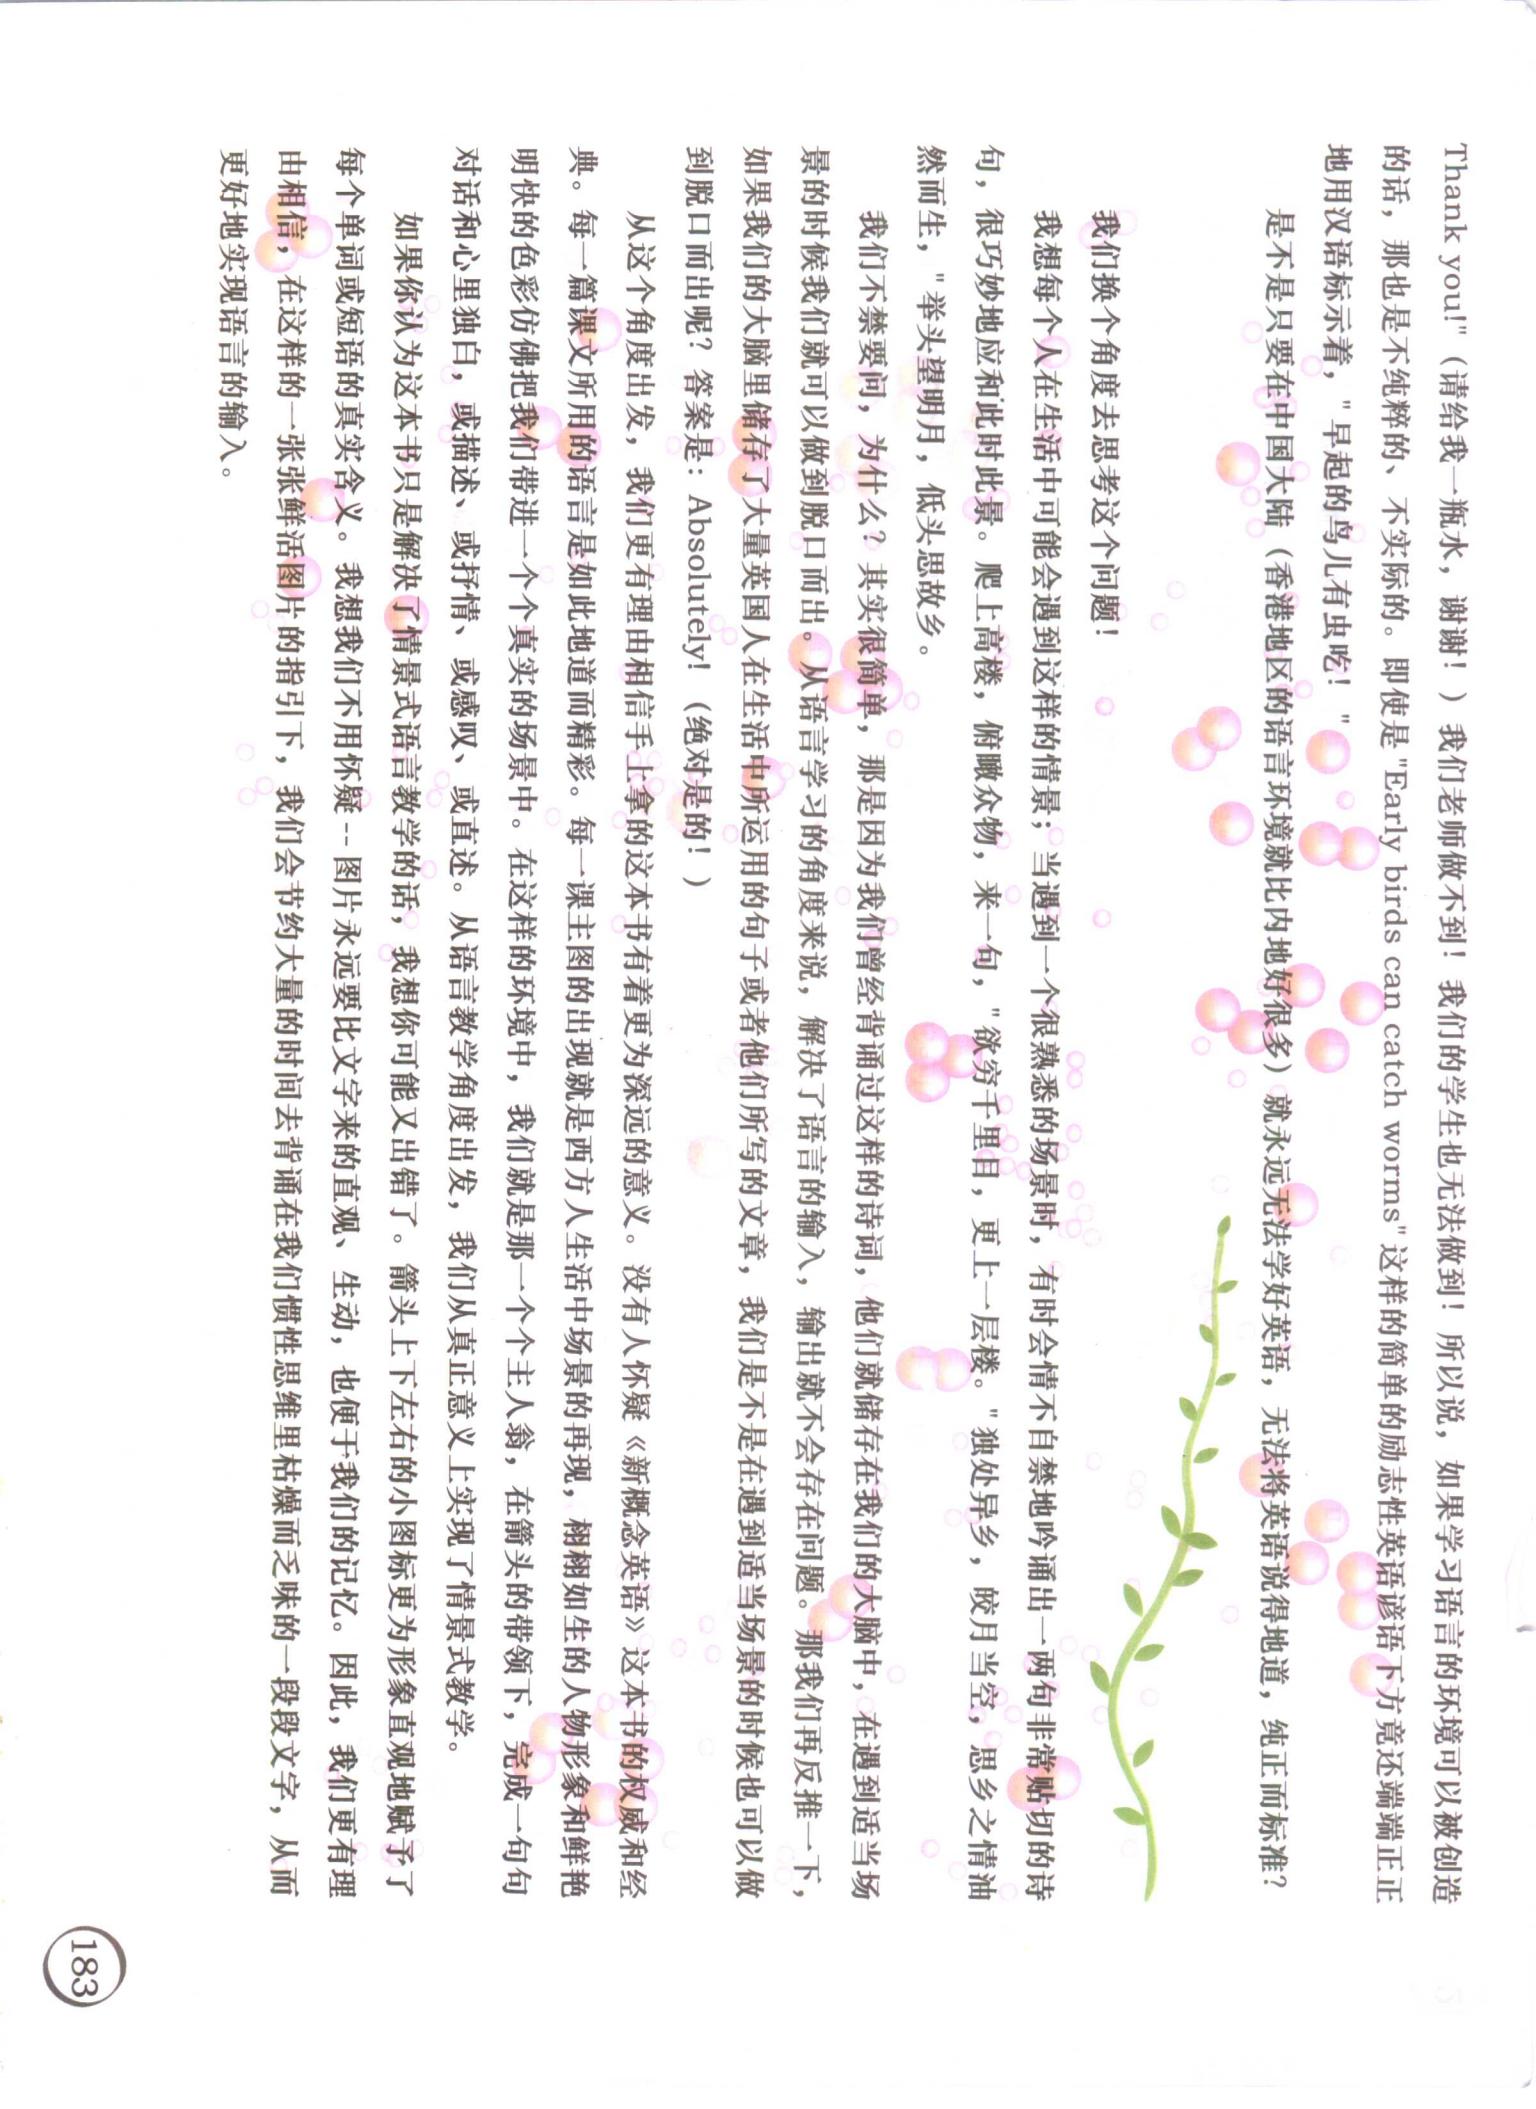 Thank you!"（请给我一瓶水，谢谢！）我们老师做不到！我们的学生也无法做到！所以说，如果学习语言的环境可以被创造
的话，那也是不纯粹的、不实际的。即使是"Early birds can catch worms"这样的简单的励志性英语谚语下方竟还端端正正
地用汉语标示着，"早起的鸟儿有虫吃！"
是不是只要在中国大陆（香港地区的语言环境就比内地好很多）就永远无法学好英语，无法将英语说得地道，纯正而标准？
我们换个角度去思考这个问题！
我想每个人在生活中可能会遇到这样的情景；当遇到一个很熟悉的场景时，有时会情不自禁地吟诵出一两句非常贴切的诗
句，很巧妙地应和此时此景。爬上高楼，俯瞰众物，来一句，"欲穷千里目，更上一层楼。"独处异乡，皎月当空，思乡之情油
然而生，"举头望明月，低头思故乡。
我们不禁要问，为什么？其实很简单，那是因为我们曾经背诵过这样的诗词，他们就储存在我们的大脑中，在遇到适当场
景的时候我们就可以做到脱口而出。从语言学习的角度来说，解决了语言的输入，输出就不会存在问题。那我们再反推一下，
如果我们的大脑里储存了大量英国人在生活中所运用的句子或者他们所写的文章，我们是不是在遇到适当场景的时候也可以做
到脱口而出呢？答案是：Absolutely!（绝对是的！）
从这个角度出发，我们更有理由相信手上拿的这本书有着更为深远的意义。没有人怀疑《新概念英语》这本书的权威和经
典。每一篇课文所用的语言是如此地道而精彩。每一课主图的出现就是西方人生活中场景的再现，栩栩如生的人物形象和鲜艳
明快的色彩仿佛把我们带进一个个真实的场景中。在这样的环境中，我们就是那一个个主人翁，在箭头的带领下，完成一句句
对话和心里独白，或描述、或抒情、或感叹、或直述。从语言教学角度出发，我们从真正意义上实现了情景式教学。
如果你认为这本书只是解决了情景式语言教学的话，我想你可能又出错了。箭头上下左右的小图标更为形象直观地赋予了
每个单词或短语的真实含义。我想我们不用怀疑--图片永远要比文字来的直观、生动，也便于我们的记忆。因此，我们更有理
由相信，在这样的一张张鲜活图片的指引下，我们会节约大量的时间去背诵在我们惯性思维里枯燥而乏味的一段段文字，从而
更好地实现语言的输入。
183